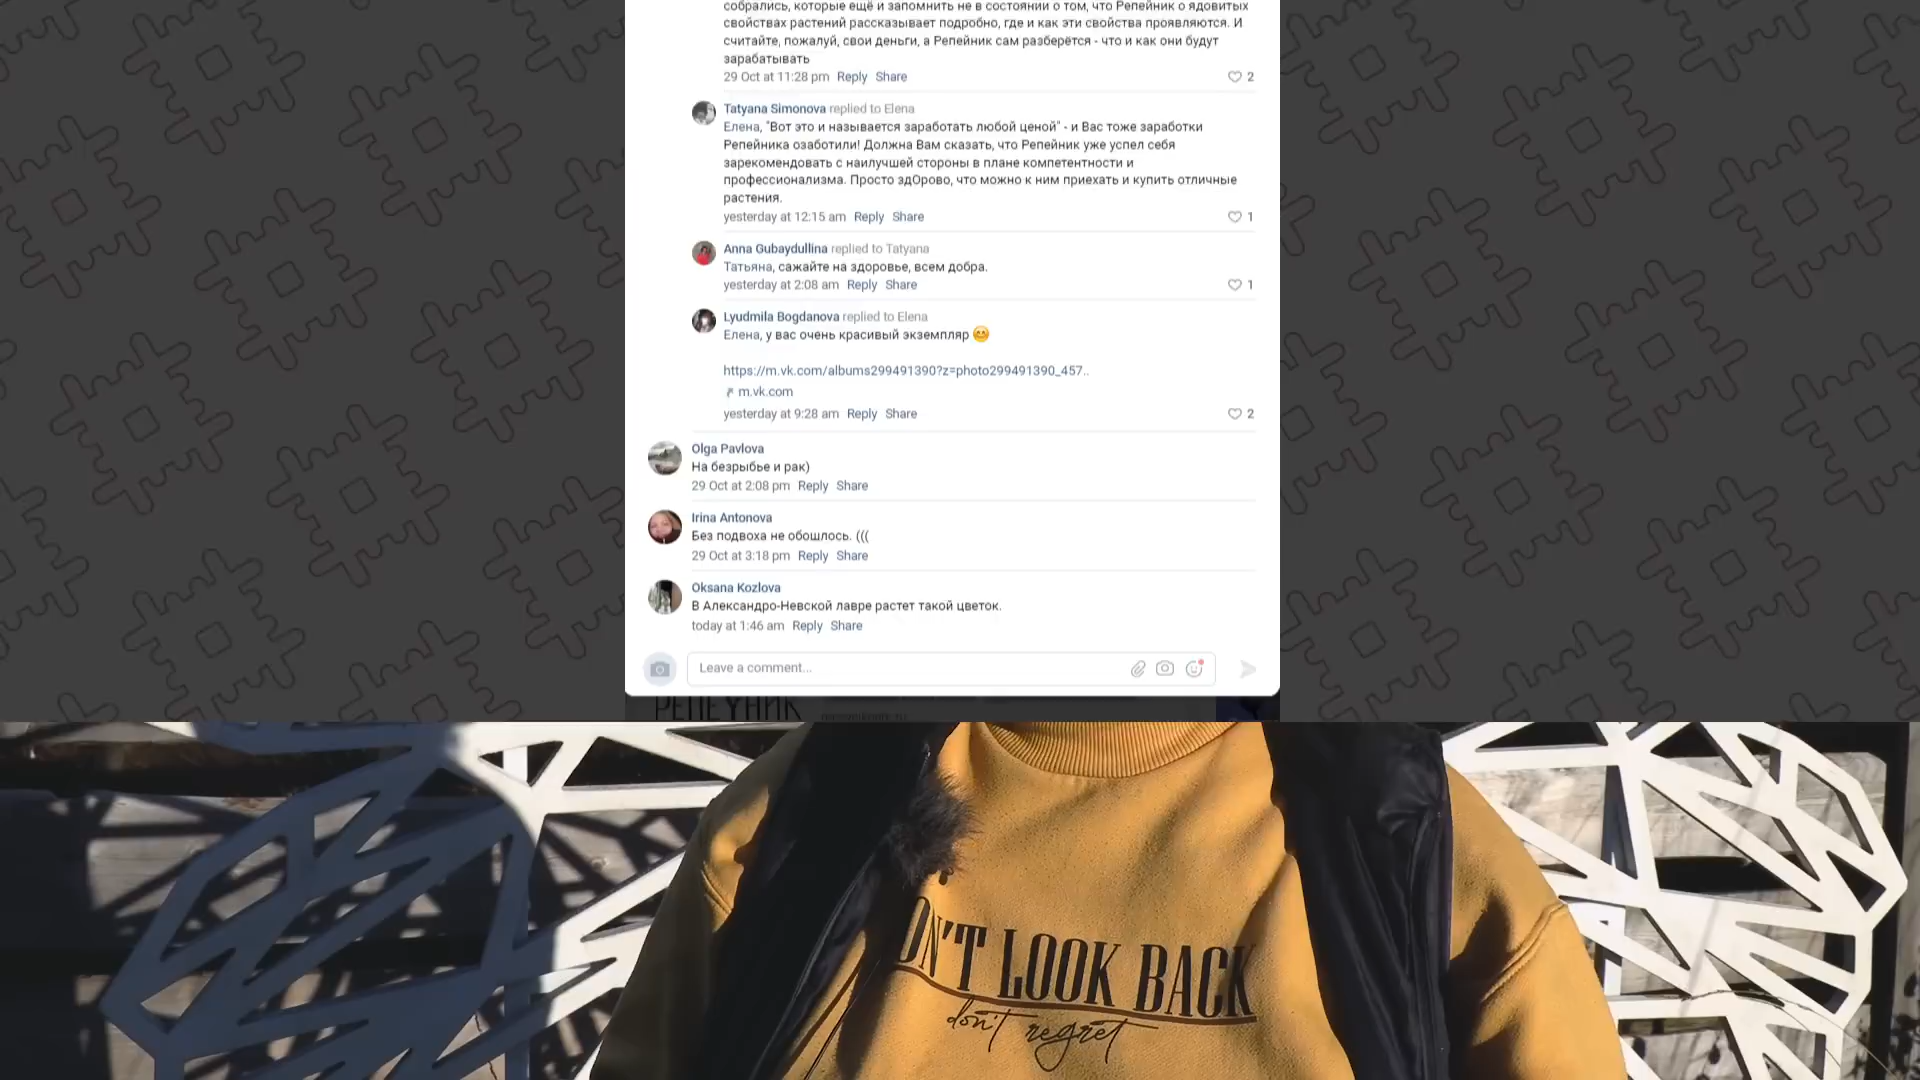 собрались, которые ещё и запомнить не в состоянии о том, что Репейник о ядовитых
свойствах растений рассказывает подробно, где и как эти свойства проявляются. И
считайте, пожалуй, свои деньги, а Репейник сам разберётся - что и как они будут
зарабатывать
29 Oct at 11:28 pm Reply Share 2
Tatyana Simonova replied to Elena
Елена, "Вот это и называется заработать любой ценой" - и Вас тоже заработки
Репейника озаботили! Должна Вам сказать, что Репейник уже успел себя
зарекомендовать с наилучшей стороны в плане компетентности и
профессионализма. Просто здОрово, что можно к ним приехать и купить отличные
растения.
yesterday at 12:15 am Reply Share 1
Anna Gubaydullina replied to Tatyana
Татьяна, сажайте на здоровье, всем добра.
yesterday at 2:08 am Reply Share 1
Lyudmila Bogdanova replied to Elena
Елена, у вас очень красивый экземпляр 😊
https://m.vk.com/albums299491390?z=photo299491390_457..
m.vk.com
yesterday at 9:28 am Reply Share 2
Olga Pavlova
На безрыбье и рак)
29 Oct at 2:08 pm Reply Share
Irina Antonova
Без подвоха не обошлось. (((
29 Oct at 3:18 pm Reply Share
Oksana Kozlova
В Александро-Невской лавре растет такой цветок.
today at 1:46 am Reply Share
Leave a comment...
РЕПЕЙНИК
ON'T LOOK BACK
don't regret